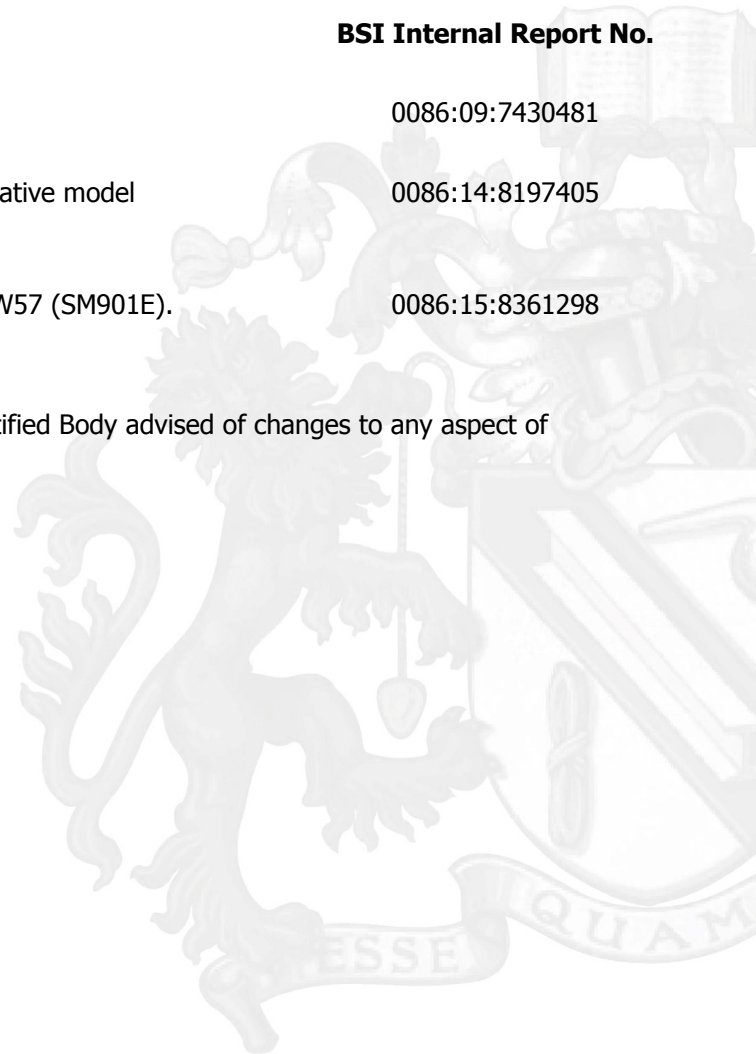 BSI Internal Report No.
0086:09:7430481
ative model 0086:14:8197405
W57 (SM901E). 0086:15:8361298
tified Body advised of changes to any aspect of
ESSE
QUAM